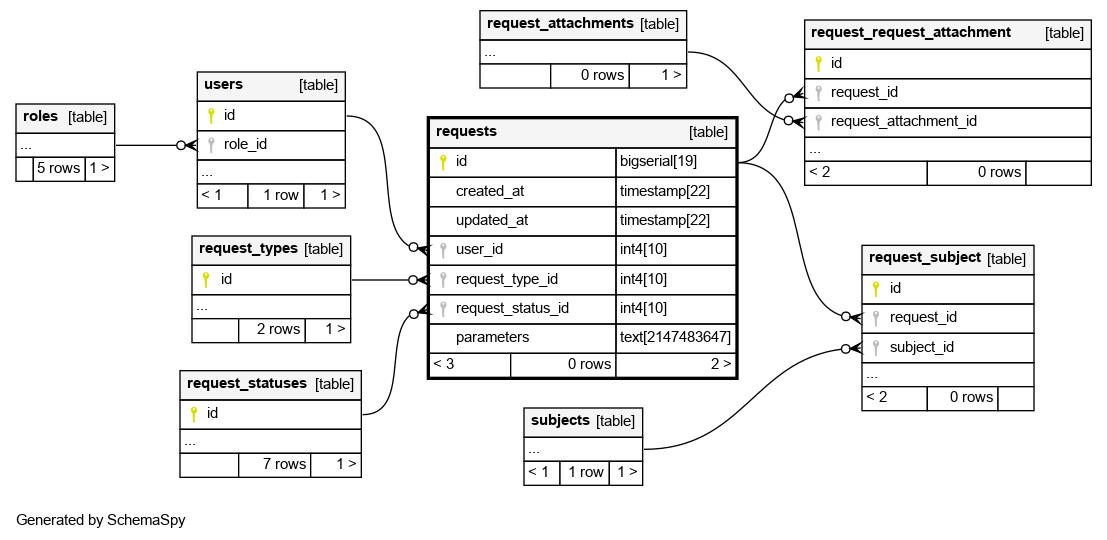 request_attachments [table]
...
0 rows 1 >
request_request_attachment [table]
id
request_id
request_attachment_id
...
< 2 0 rows
users [table]
id
role_id
...
< 1 1 row 1 >
roles [table]
...
5 rows 1 >
requests [table]
id bigserial[19]
created_at timestamp[22]
updated_at timestamp[22]
user_id int4[10]
request_type_id int4[10]
request_status_id int4[10]
parameters text[2147483647]
< 3 0 rows 2 >
request_types [table]
id
...
2 rows 1 >
request_subject [table]
id
request_id
subject_id
...
< 2 0 rows
request_statuses [table]
id
...
7 rows 1 >
subjects [table]
...
< 1 1 row 1 >
Generated by SchemaSpy